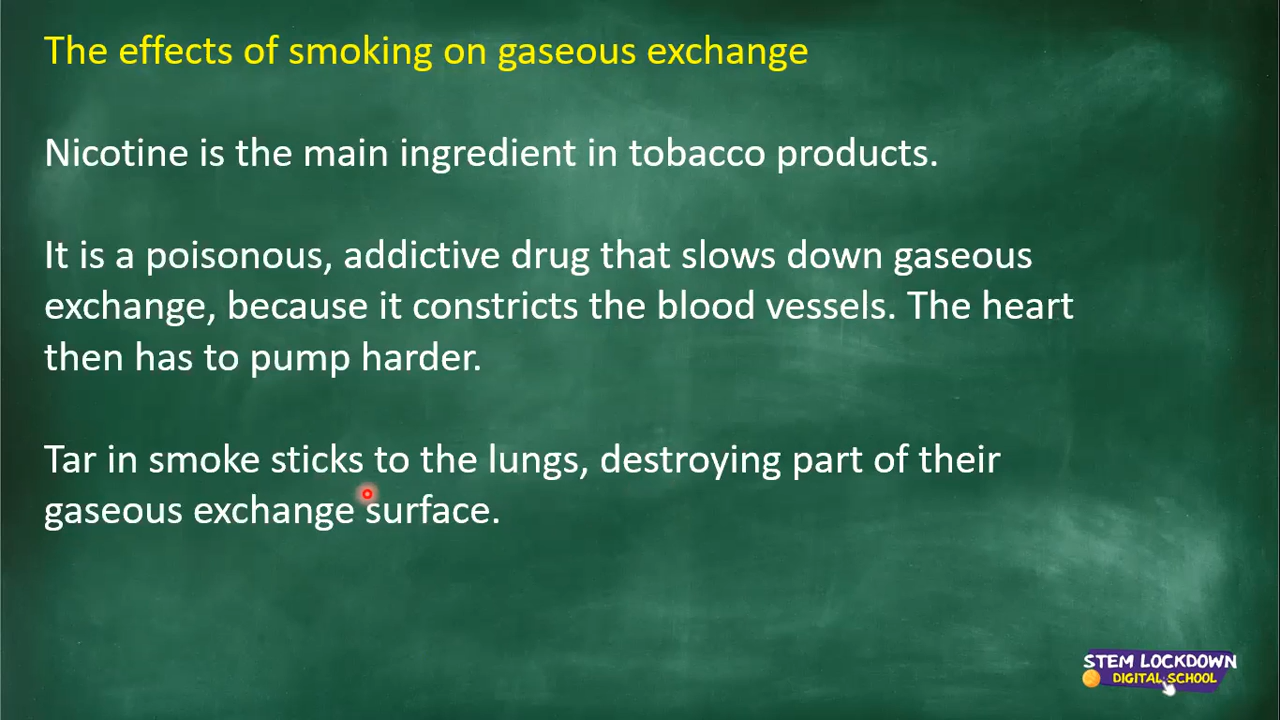 The effects of smoking on gaseous exchange
Nicotine is the main ingredient in tobacco products.
It is a poisonous, addictive drug that slows down gaseous
exchange, because it constricts the blood vessels. The heart
then has to pump harder.
Tar in smoke sticks to the lungs, destroying part of their
gaseous exchange surface.
STEM LOCKDOWN
DIGITAL SCHOOL